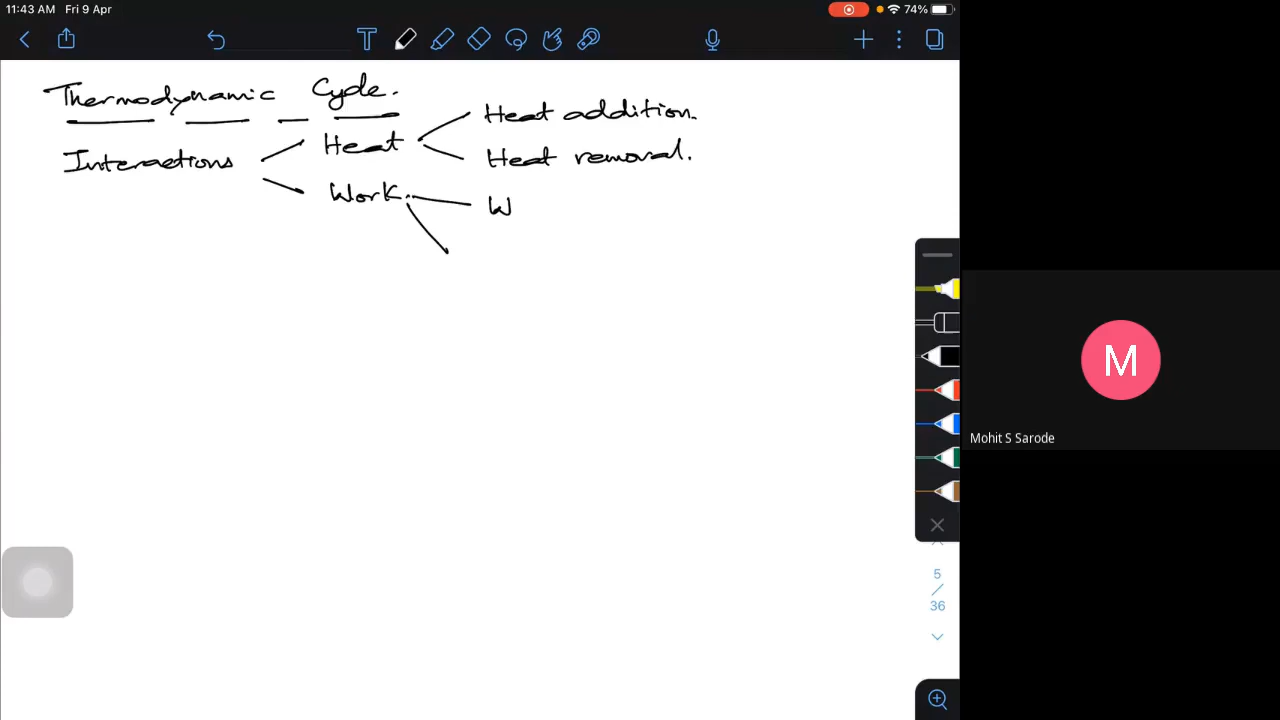 11:43 AM Fri 9 Apr 74%
Thermodynamic Cycle.
Heat addition.
Interactions Heat
Heat removal.
Work.
W
5
/
36
M
Mohit S Sarode